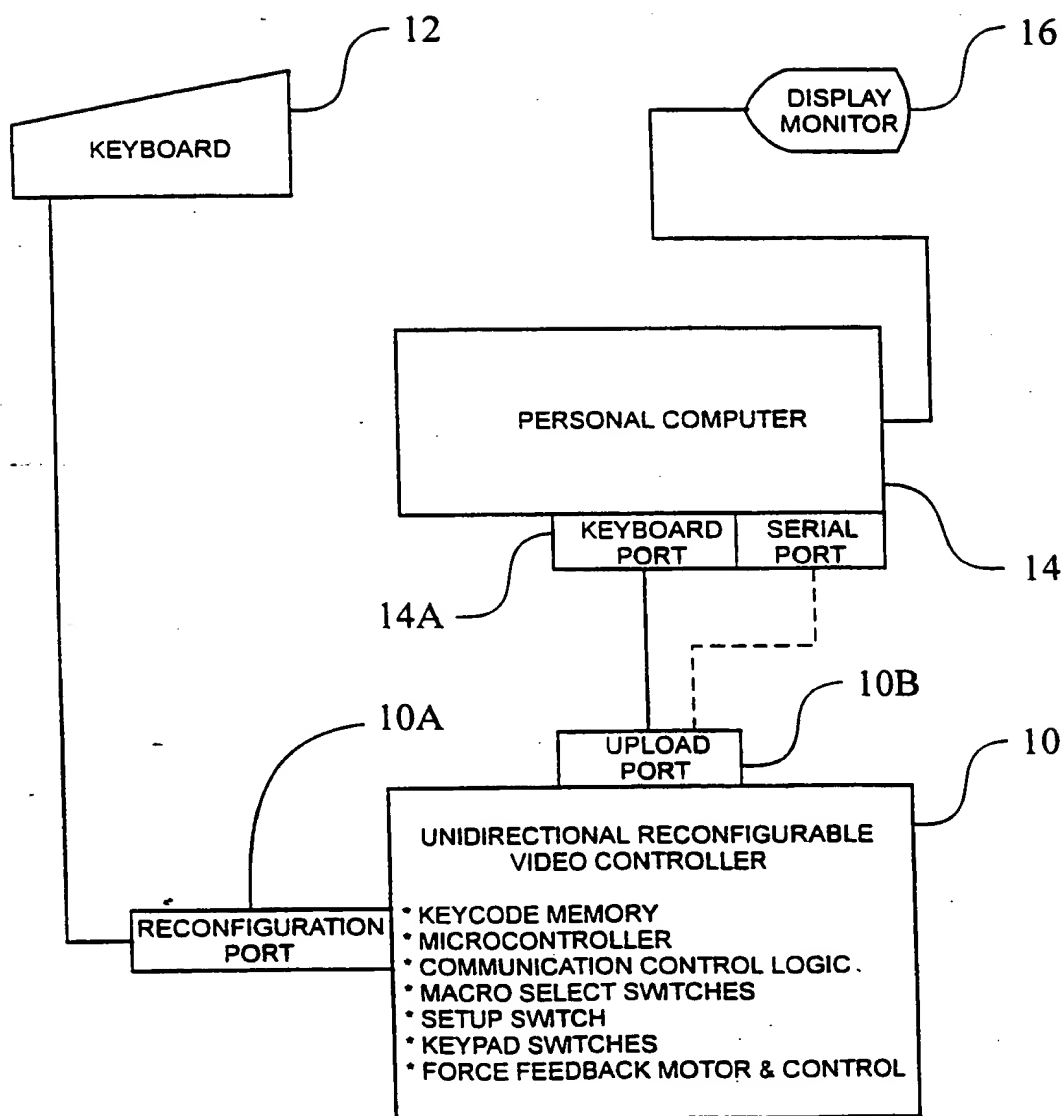 12
16
KEYBOARD
DISPLAY
MONITOR
PERSONAL COMPUTER
KEYBOARD
PORT
SERIAL
PORT
14
14A
10B
10A
10
UPLOAD
PORT
UNIDIRECTIONAL RECONFIGURABLE
VIDEO CONTROLLER
RECONFIGURATION
PORT
* KEYCODE MEMORY
* MICROCONTROLLER
* COMMUNICATION CONTROL LOGIC.
* MACRO SELECT SWITCHES
* SETUP SWITCH
* KEYPAD SWITCHES
* FORCE FEEDBACK MOTOR & CONTROL